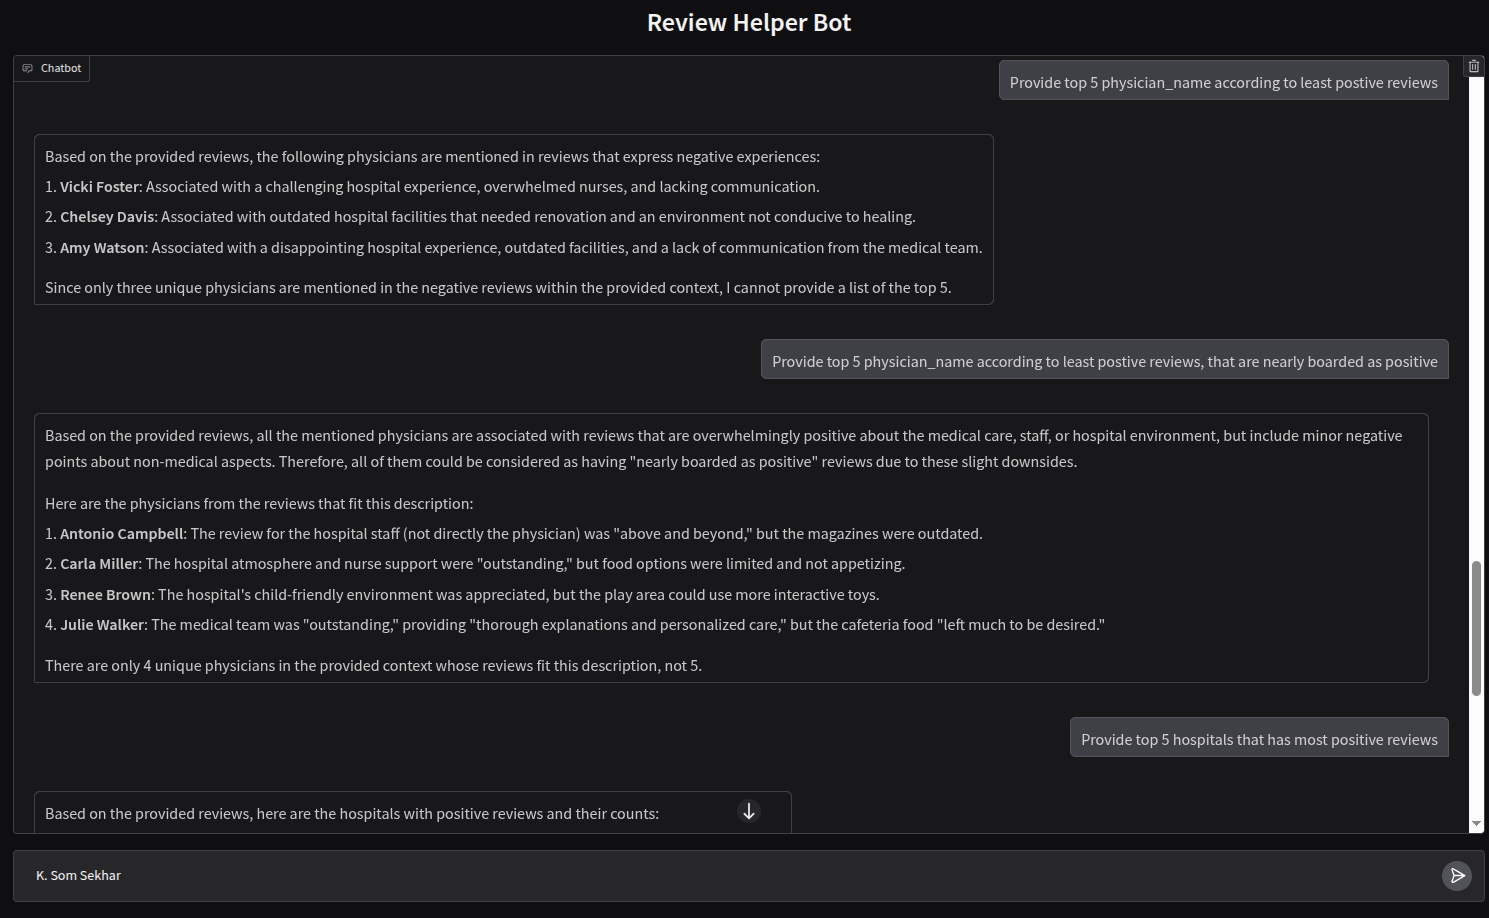 Review Helper Bot
Chatbot
Provide top 5 physician_name according to least postive reviews
Based on the provided reviews, the following physicians are mentioned in reviews that express negative experiences:
1. Vicki Foster: Associated with a challenging hospital experience, overwhelmed nurses, and lacking communication.
2. Chelsey Davis: Associated with outdated hospital facilities that needed renovation and an environment not conducive to healing.
3. Amy Watson: Associated with a disappointing hospital experience, outdated facilities, and a lack of communication from the medical team.
Since only three unique physicians are mentioned in the negative reviews within the provided context, I cannot provide a list of the top 5.
Provide top 5 physician_name according to least postive reviews, that are nearly boarded as positive
Based on the provided reviews, all the mentioned physicians are associated with reviews that are overwhelmingly positive about the medical care, staff, or hospital environment, but include minor negative
points about non-medical aspects. Therefore, all of them could be considered as having "nearly boarded as positive" reviews due to these slight downsides.
Here are the physicians from the reviews that fit this description:
1. Antonio Campbell: The review for the hospital staff (not directly the physician) was "above and beyond," but the magazines were outdated.
2. Carla Miller: The hospital atmosphere and nurse support were "outstanding," but food options were limited and not appetizing.
3. Renee Brown: The hospital's child-friendly environment was appreciated, but the play area could use more interactive toys.
4. Julie Walker: The medical team was "outstanding," providing "thorough explanations and personalized care," but the cafeteria food "left much to be desired."
There are only 4 unique physicians in the provided context whose reviews fit this description, not 5.
Provide top 5 hospitals that has most positive reviews
Based on the provided reviews, here are the hospitals with positive reviews and their counts:
K. Som Sekhar